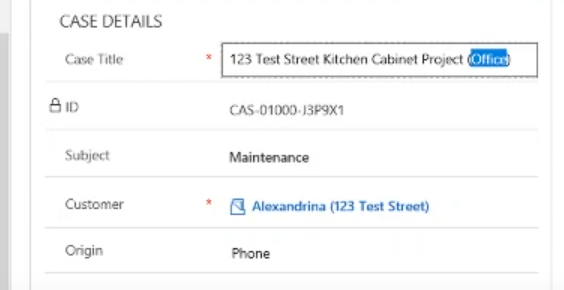 CASE DETAILS
Case Title * 123 Test Street Kitchen Cabinet Project (Office)
ID CAS-01000-J3P9X1
Subject Maintenance
Customer * Alexandrina (123 Test Street)
Origin Phone